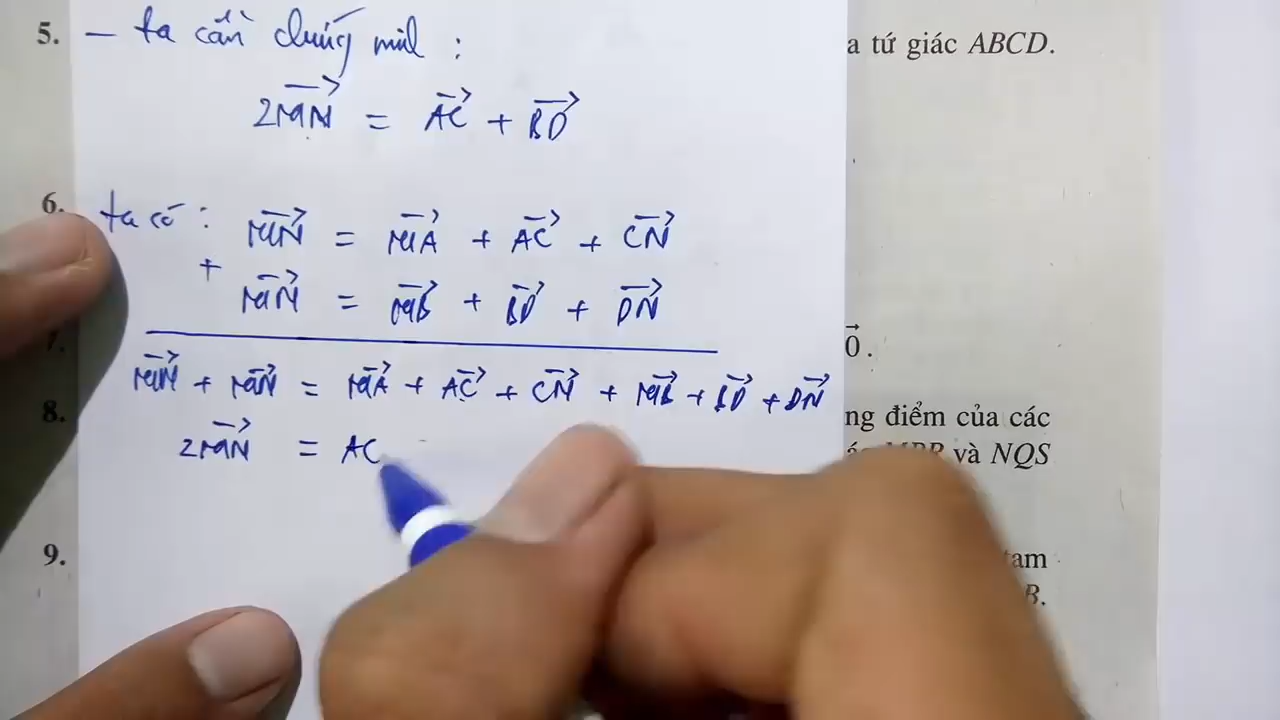 5. – ta cần chứng minh : a tứ giác ABCD.
2MN⃗ = AC⃗ + BD⃗
6. ta có : MN⃗ = MA⃗ + AC⃗ + CN⃗
+ MN⃗ = MB⃗ + BD⃗ + DN⃗
7. 0⃗.
MN⃗ + MN⃗ = MA⃗ + AC⃗ + CN⃗ + MB⃗ + BD⃗ + DN⃗
8. ng điểm của các
2MN⃗ = AC và NQS
9. tam
B.